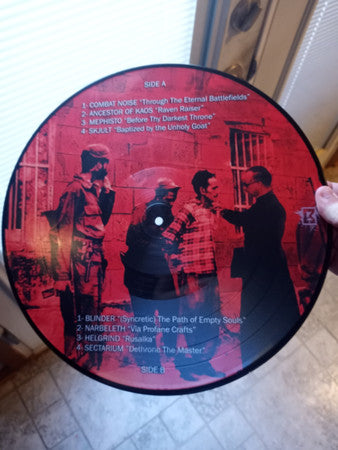 SIDE A
1- COMBAT NOISE "Through The Eternal Battlefields"
2- ANCESTOR OF KAOS "Raven Raiser"
3- MEPHISTO "Before Thy Darkest Throne"
4- SKJULT "Baptized by the Unholy Goat"
1- BLINDER "(Syncretic) The Path of Empty Souls"
2- NARBELETH "Via Profane Crafts"
3- HELGRIND "Rusalka"
4- SECTARIUM "Dethrone The Master"
SIDE B